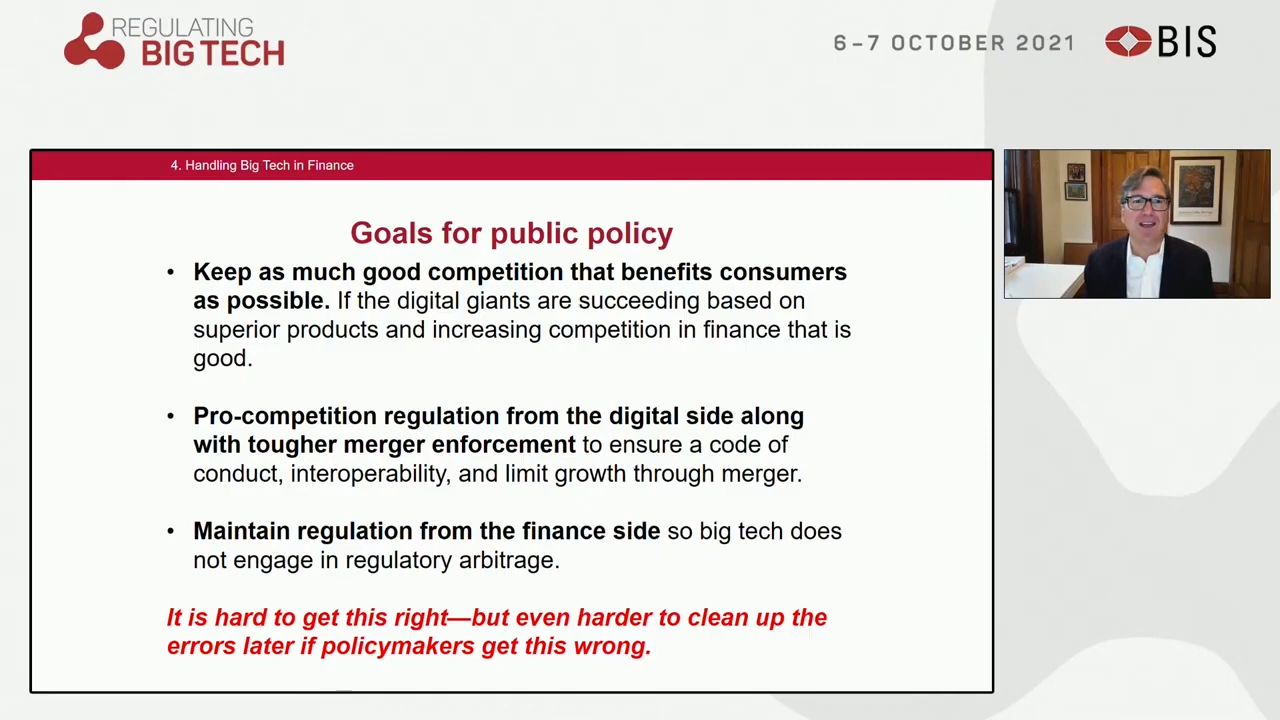 REGULATING
BIG TECH
6–7 OCTOBER 2021
BIS
4. Handling Big Tech in Finance
Goals for public policy
• Keep as much good competition that benefits consumers
as possible. If the digital giants are succeeding based on
superior products and increasing competition in finance that is
good.
• Pro-competition regulation from the digital side along
with tougher merger enforcement to ensure a code of
conduct, interoperability, and limit growth through merger.
• Maintain regulation from the finance side so big tech does
not engage in regulatory arbitrage.
It is hard to get this right—but even harder to clean up the
errors later if policymakers get this wrong.